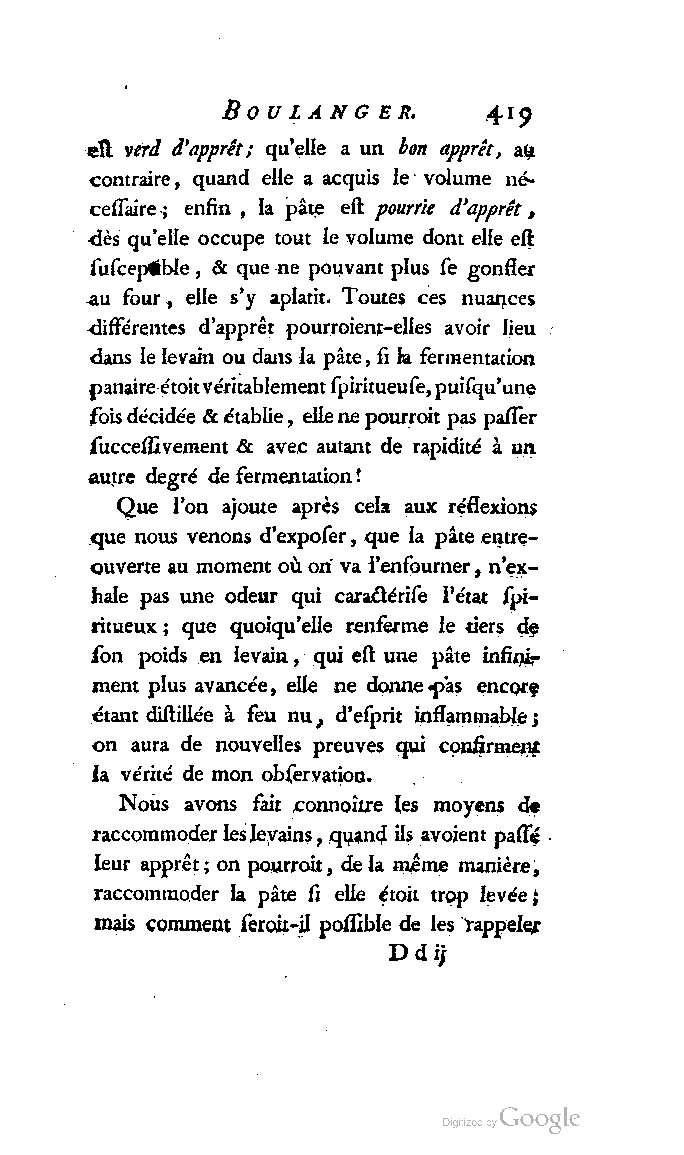 BOULANGER. 419
eſt verd d'apprêt; qu'elle a un bon apprêt, au
contraire, quand elle a acquis le volume né-
ceſſaire; enfin, la pâte eſt pourrie d'apprêt,
dès qu'elle occupe tout le volume dont elle eſt
ſuſceptible, & que ne pouvant plus ſe gonfler
au four, elle s'y aplatit. Toutes ces nuances
différentes d'apprêt pourroient-elles avoir lieu
dans le levain ou dans la pâte, ſi la fermentation
panaire étoit véritablement ſpiritueuſe, puiſqu'une
fois décidée & établie, elle ne pourroit pas paſſer
ſucceſſivement & avec autant de rapidité à un
autre degré de fermentation!
Que l'on ajoute après cela aux réflexions
que nous venons d'expoſer, que la pâte entre-
ouverte au moment où on va l'enfourner, n'ex-
hale pas une odeur qui caractériſe l'état ſpi-
ritueux; que quoiqu'elle renferme le tiers de
ſon poids en levain, qui eſt une pâte infini-
ment plus avancée, elle ne donne pas encore
étant diſtillée à feu nu, d'eſprit inflammable;
on aura de nouvelles preuves qui confirment
la vérité de mon obſervation.
Nous avons fait connoître les moyens de
raccommoder les levains, quand ils avoient paſſé
leur apprêt; on pourroit, de la même manière,
raccommoder la pâte ſi elle étoit trop levée;
mais comment ſeroit-il poſſible de les rappeler
D d ij
Digitized by Google